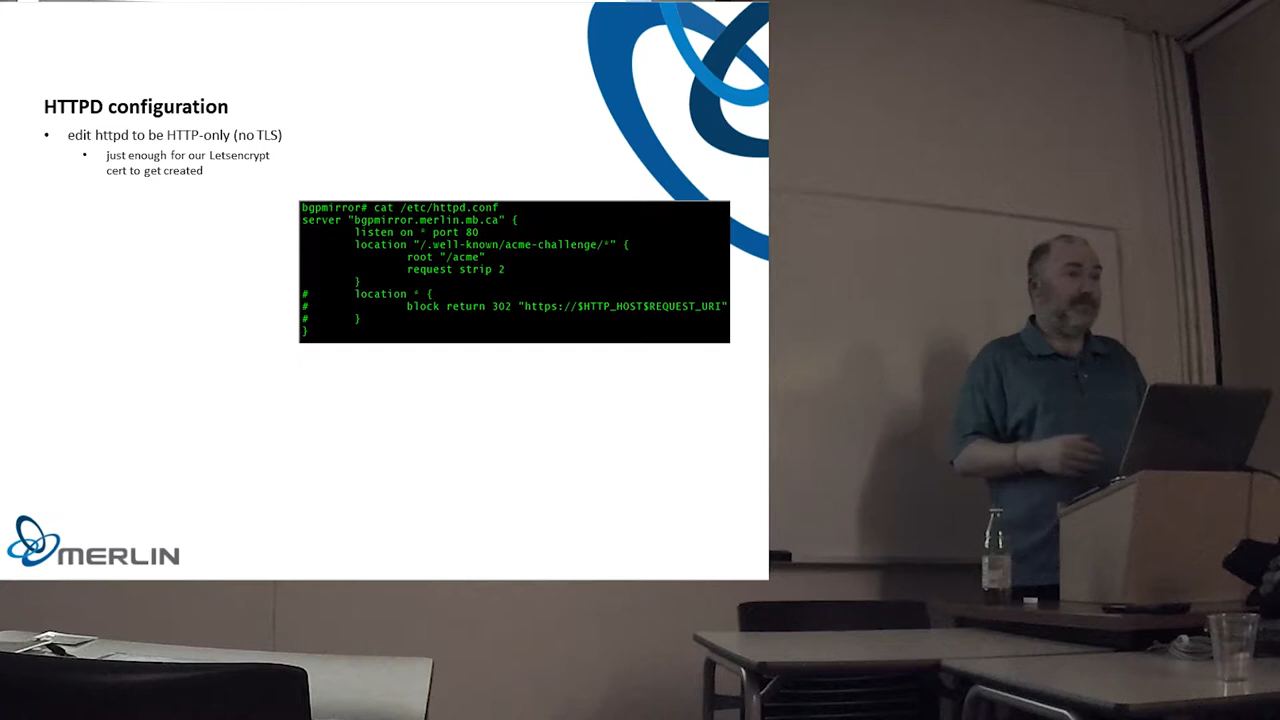 HTTPD configuration
• edit httpd to be HTTP-only (no TLS)
• just enough for our Letsencrypt
cert to get created
bgpmirror# cat /etc/httpd.conf
server "bgpmirror.merlin.mb.ca" {
listen on * port 80
location "/.well-known/acme-challenge/*" {
root "/acme"
request strip 2
}
# location * {
# block return 302 "https://$HTTP_HOST$REQUEST_URI"
# }
}
MERLIN